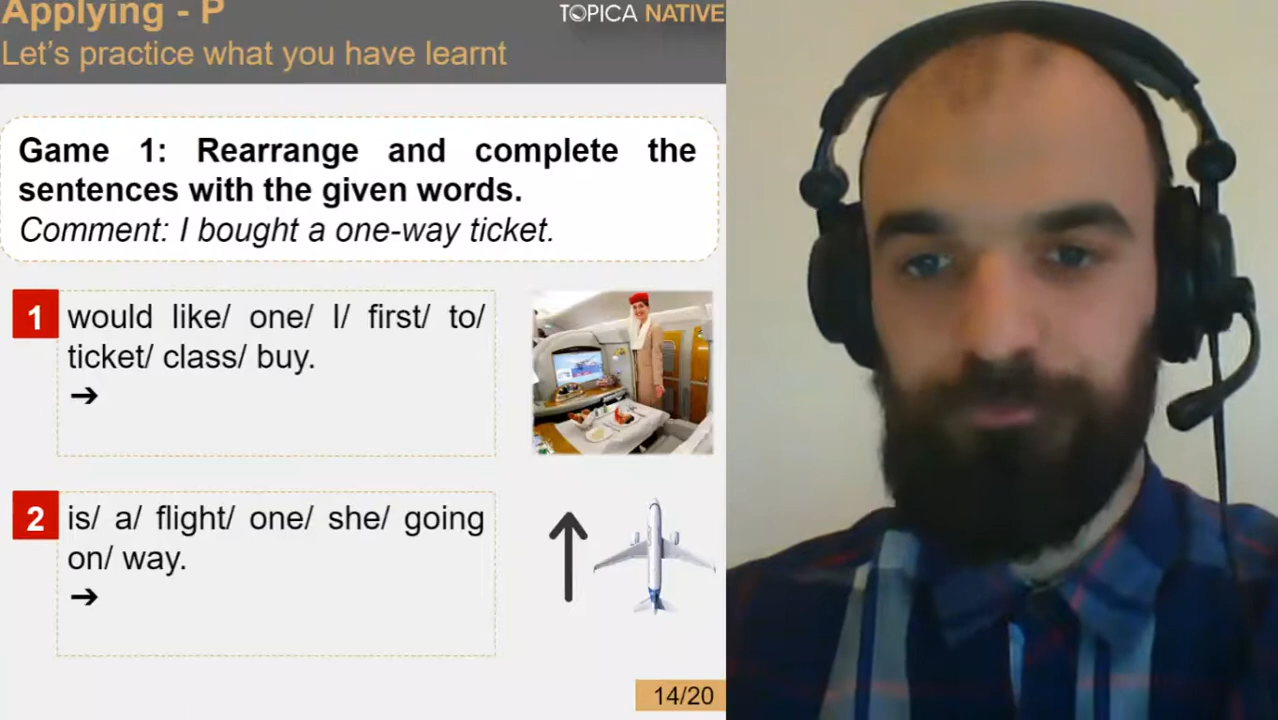 Applying - P
TOPICA NATIVE
Let's practice what you have learnt
Game 1: Rearrange and complete the
sentences with the given words.
Comment: I bought a one-way ticket.
1
would like/ one/ I/ first/ to/
ticket/ class/ buy.
➔
2
is/ a/ flight/ one/ she/ going
on/ way.
➔
14/20